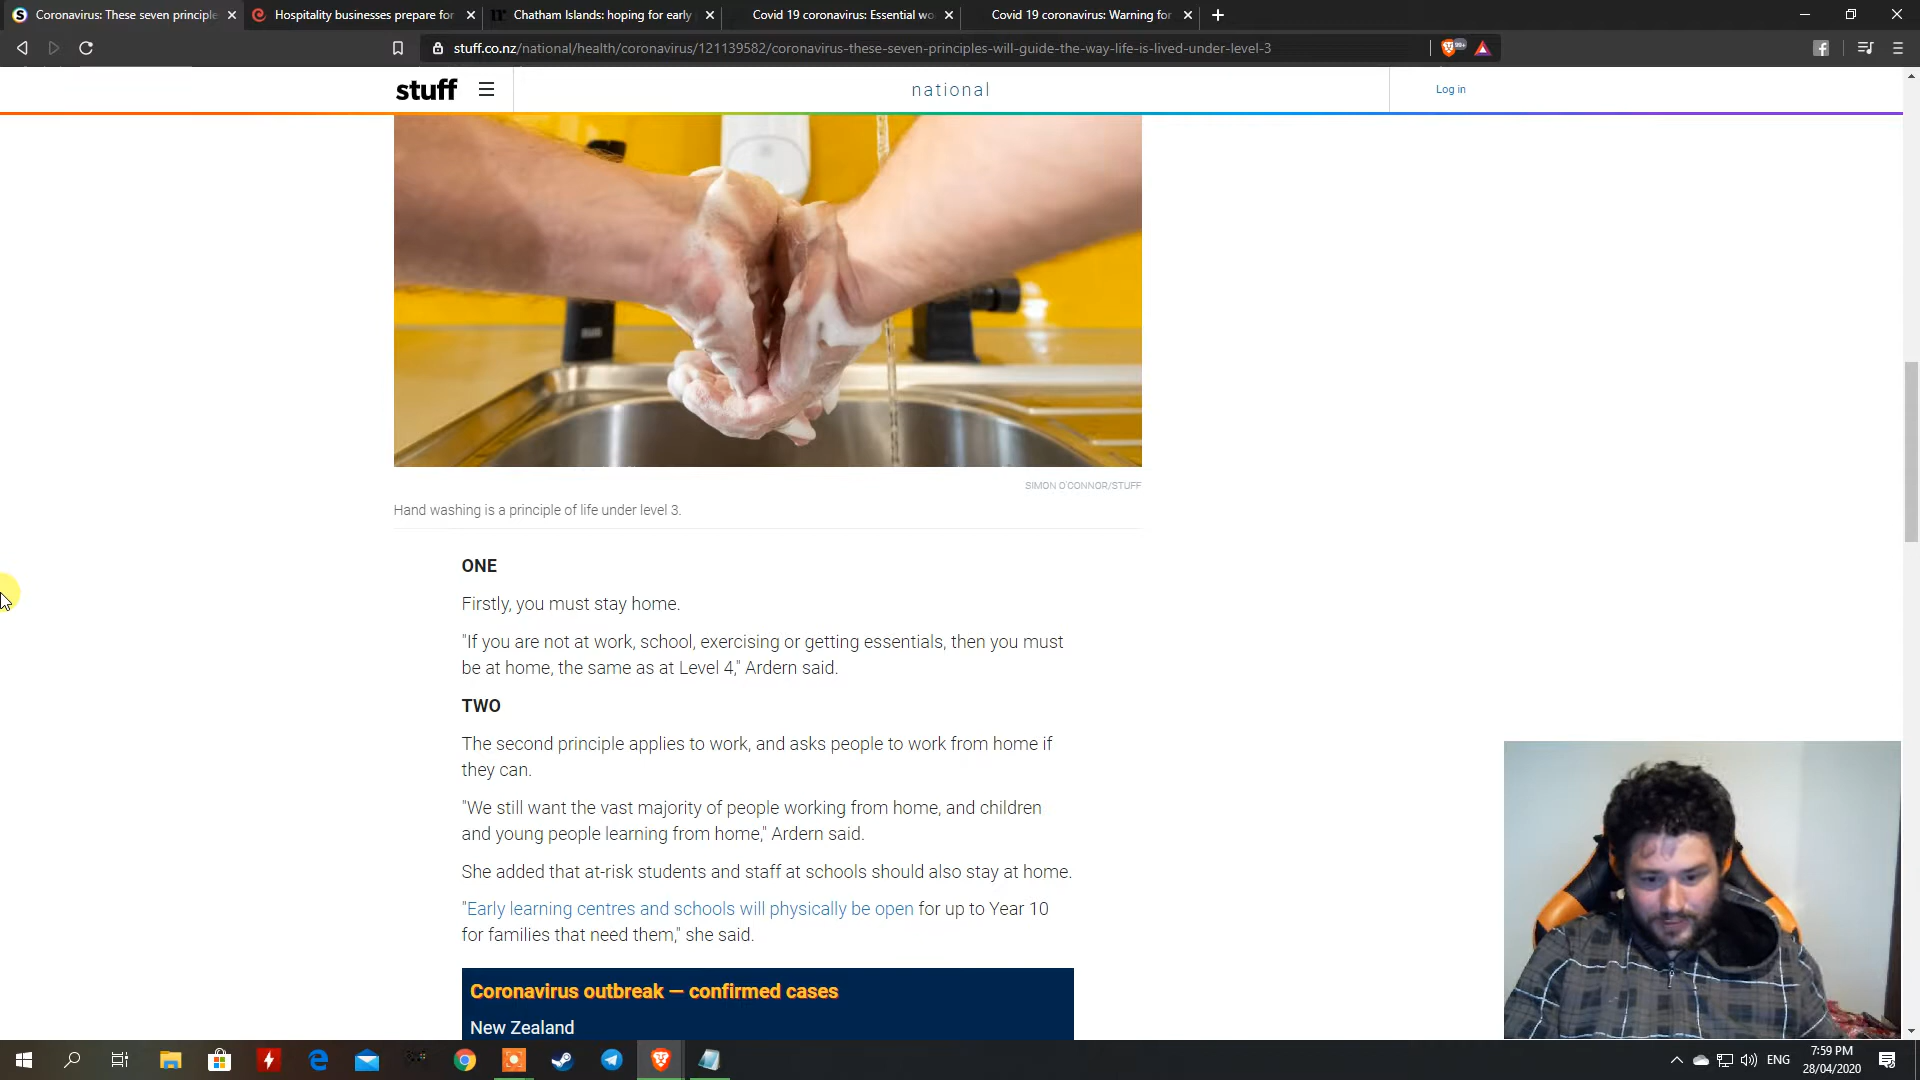 Coronavirus: These seven principle
Hospitality businesses prepare for
Chatham Islands: hoping for early
Covid 19 coronavirus: Essential wo
Covid 19 coronavirus: Warning for
stuff.co.nz/national/health/coronavirus/121139582/coronavirus-these-seven-principles-will-guide-the-way-life-is-lived-under-level-3
stuff
national
Log in
SIMON O'CONNOR/STUFF
Hand washing is a principle of life under level 3.
ONE
Firstly, you must stay home.
"If you are not at work, school, exercising or getting essentials, then you must
be at home, the same as at Level 4," Ardern said.
TWO
The second principle applies to work, and asks people to work from home if
they can.
"We still want the vast majority of people working from home, and children
and young people learning from home," Ardern said.
She added that at-risk students and staff at schools should also stay at home.
"Early learning centres and schools will physically be open for up to Year 10
for families that need them," she said.
Coronavirus outbreak — confirmed cases
New Zealand
ENG
7:59 PM
28/04/2020